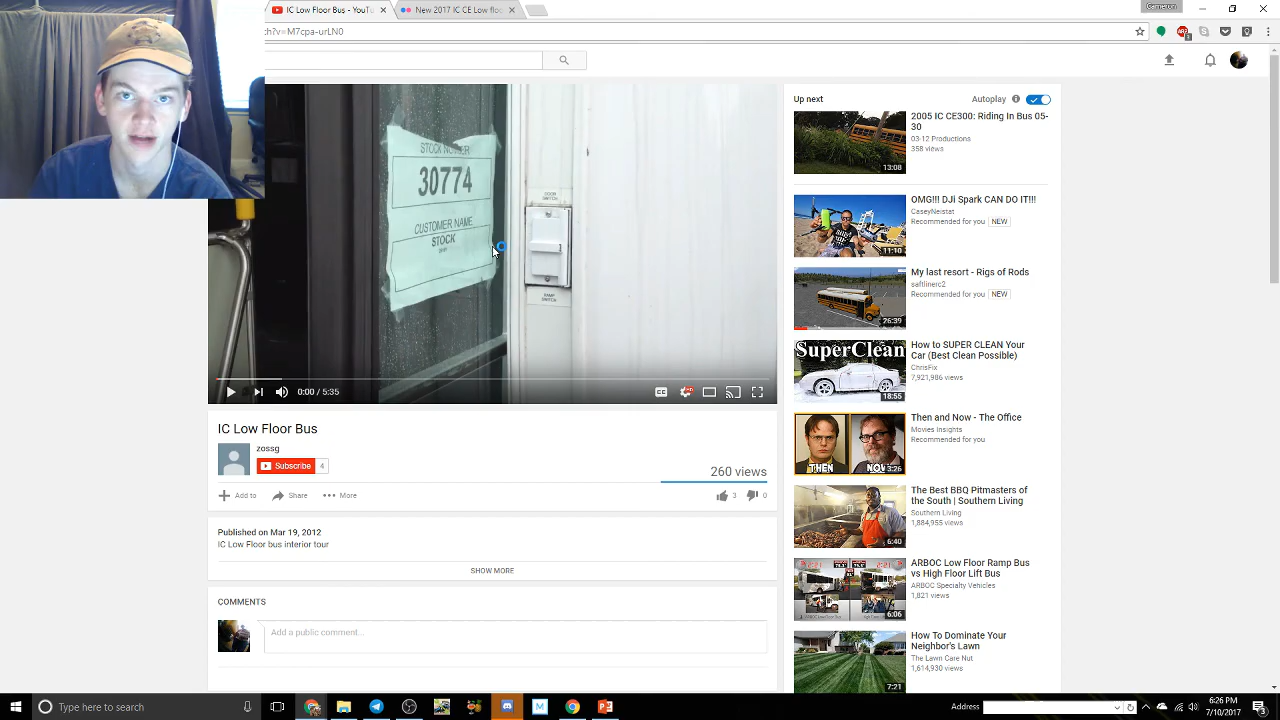 IC Low Floor Bus - YouTu
New 2017 IC CE Low floo
Cameron
ch?v=M7cpa-urLN0
STOCK NUMBER
30774
CUSTOMER NAME
STOCK
DOOR
SWITCH
RAMP
SWITCH
0:00 / 5:35
CC
HD
IC Low Floor Bus
zossg
Subscribe 4
260 views
Add to Share More
3 0
Published on Mar 19, 2012
IC Low Floor bus interior tour
SHOW MORE
COMMENTS
Add a public comment...
Up next
Autoplay
2005 IC CE300: Riding In Bus 05-
30
03-12 Productions
358 views
13:08
OMG!!! DJi Spark CAN DO IT!!!
CaseyNeistat
Recommended for you NEW
11:10
My last resort - Rigs of Rods
saftlinerc2
Recommended for you NEW
26:39
SuperClean
How to SUPER CLEAN Your
Car (Best Clean Possible)
ChrisFix
7,921,986 views
18:55
Then and Now - The Office
Movies Insights
Recommended for you
THEN NOW
3:26
The Best BBQ Pitmasters of
the South | Southern Living
Southern Living
1,884,955 views
6:40
ARBOC Low Floor Ramp Bus
vs High Floor Lift Bus
ARBOC Specialty Vehicles
1,821 views
6:06
How To Dominate Your
Neighbor's Lawn
The Lawn Care Nut
1,614,930 views
7:21
Type here to search
Address
6:26 PM
7/10/2017